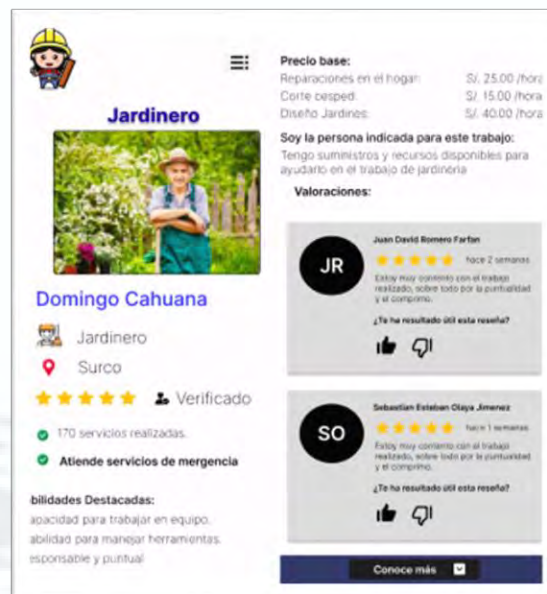 Jardinero
Domingo Cahuana
Jardinero
Surco
Verificado
170 servicios realizadas.
Atiende servicios de mergencia
bilidades Destacadas:
apacidad para trabajar en equipo.
abilidad para manejar herramientas.
esponsable y puntual
Precio base:
Reparaciones en el hogar: S/. 25.00 /hora
Corte cesped: S/. 15.00 /hora
Diseño Jardines: S/. 40.00 /hora
Soy la persona indicada para este trabajo:
Tengo suministros y recursos disponibles para
ayudarlo en el trabajo de jardinería
Valoraciones:
JR
Juan David Romero Farfan
hace 2 semanas
Estoy muy contento con el trabajo
realizado, sobre todo por la puntualidad
y el comprimo.
¿Te ha resultado útil esta reseña?
SO
Sebastian Esteban Olaya Jimenez
hace 1 semanas
Estoy muy contento con el trabajo
realizado, sobre todo por la puntualidad
y el comprimo.
¿Te ha resultado útil esta reseña?
Conoce más